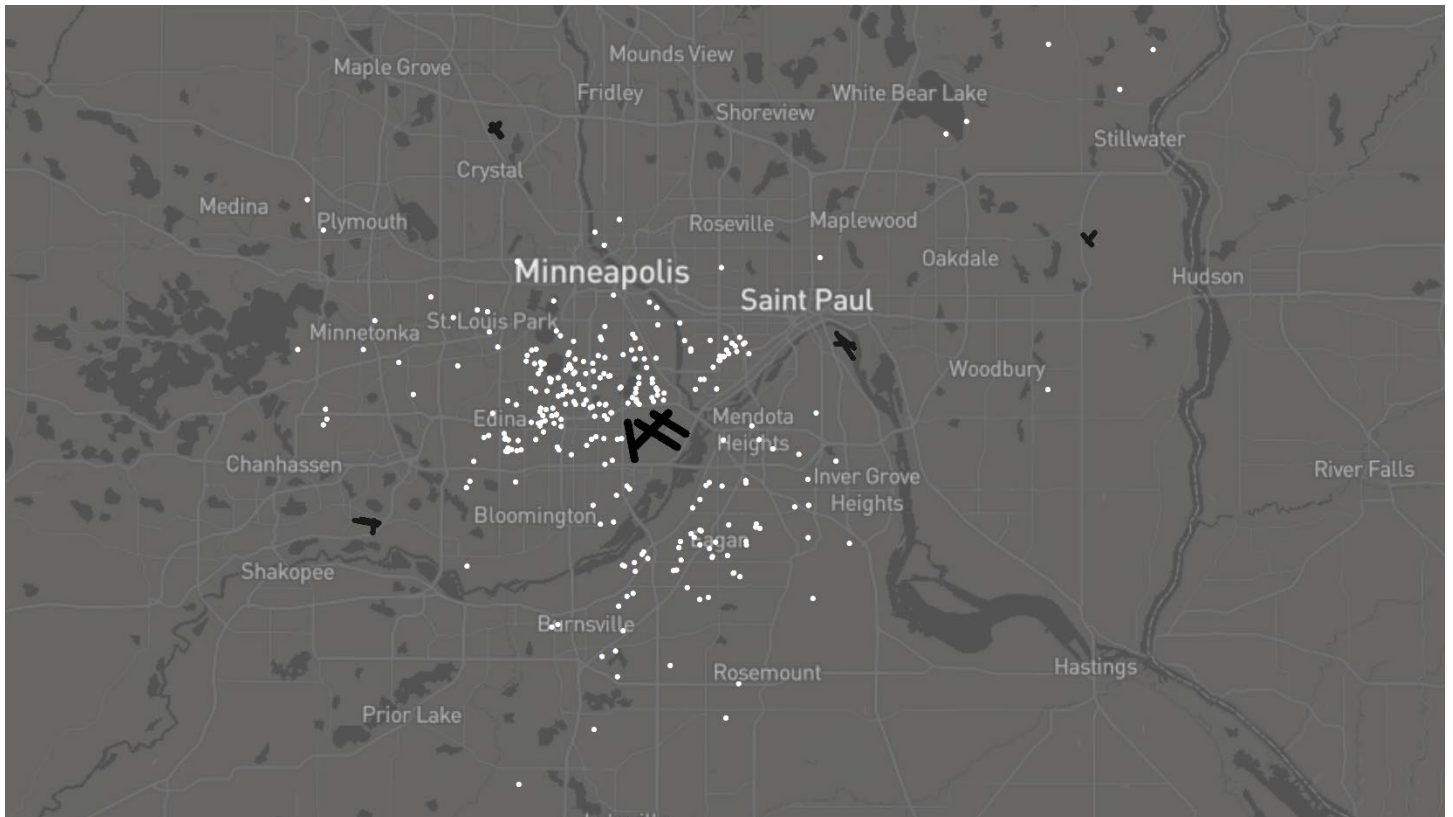 Mounds View
Maple Grove
Fridley
White Bear Lake
Shoreview
Stillwater
Crystal
Medina
Plymouth
Roseville
Maplewood
Oakdale
Minneapolis
Hudson
Saint Paul
St. Louis Park
Minnetonka
Woodbury
Edina
Mendota
Heights
Chanhassen
River Falls
Inver Grove
Heights
Bloomington
Eagan
Shakopee
Burnsville
Hastings
Rosemount
Prior Lake